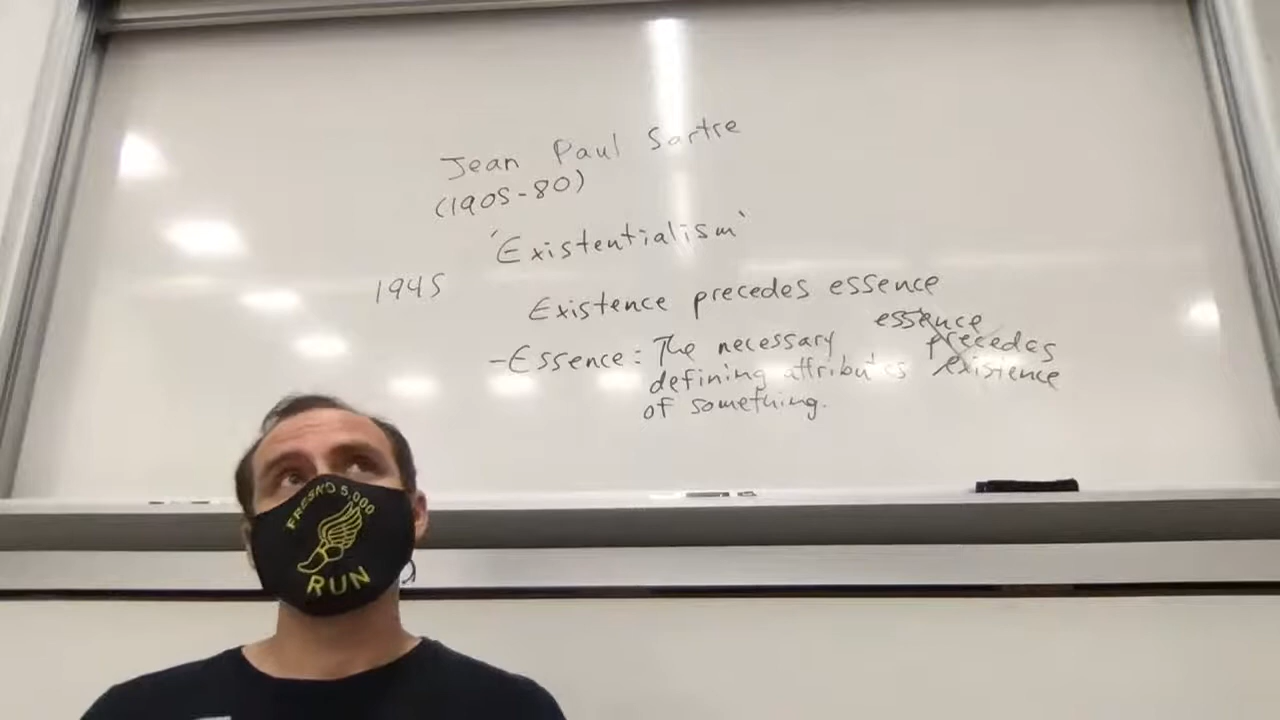 Jean Paul Sartre
(1905-80)
'Existentialism'
1945
Existence precedes essence
essence
precedes
existence
-Essence: The necessary
defining attributes
of something.
FRESNO 5,000
RUN